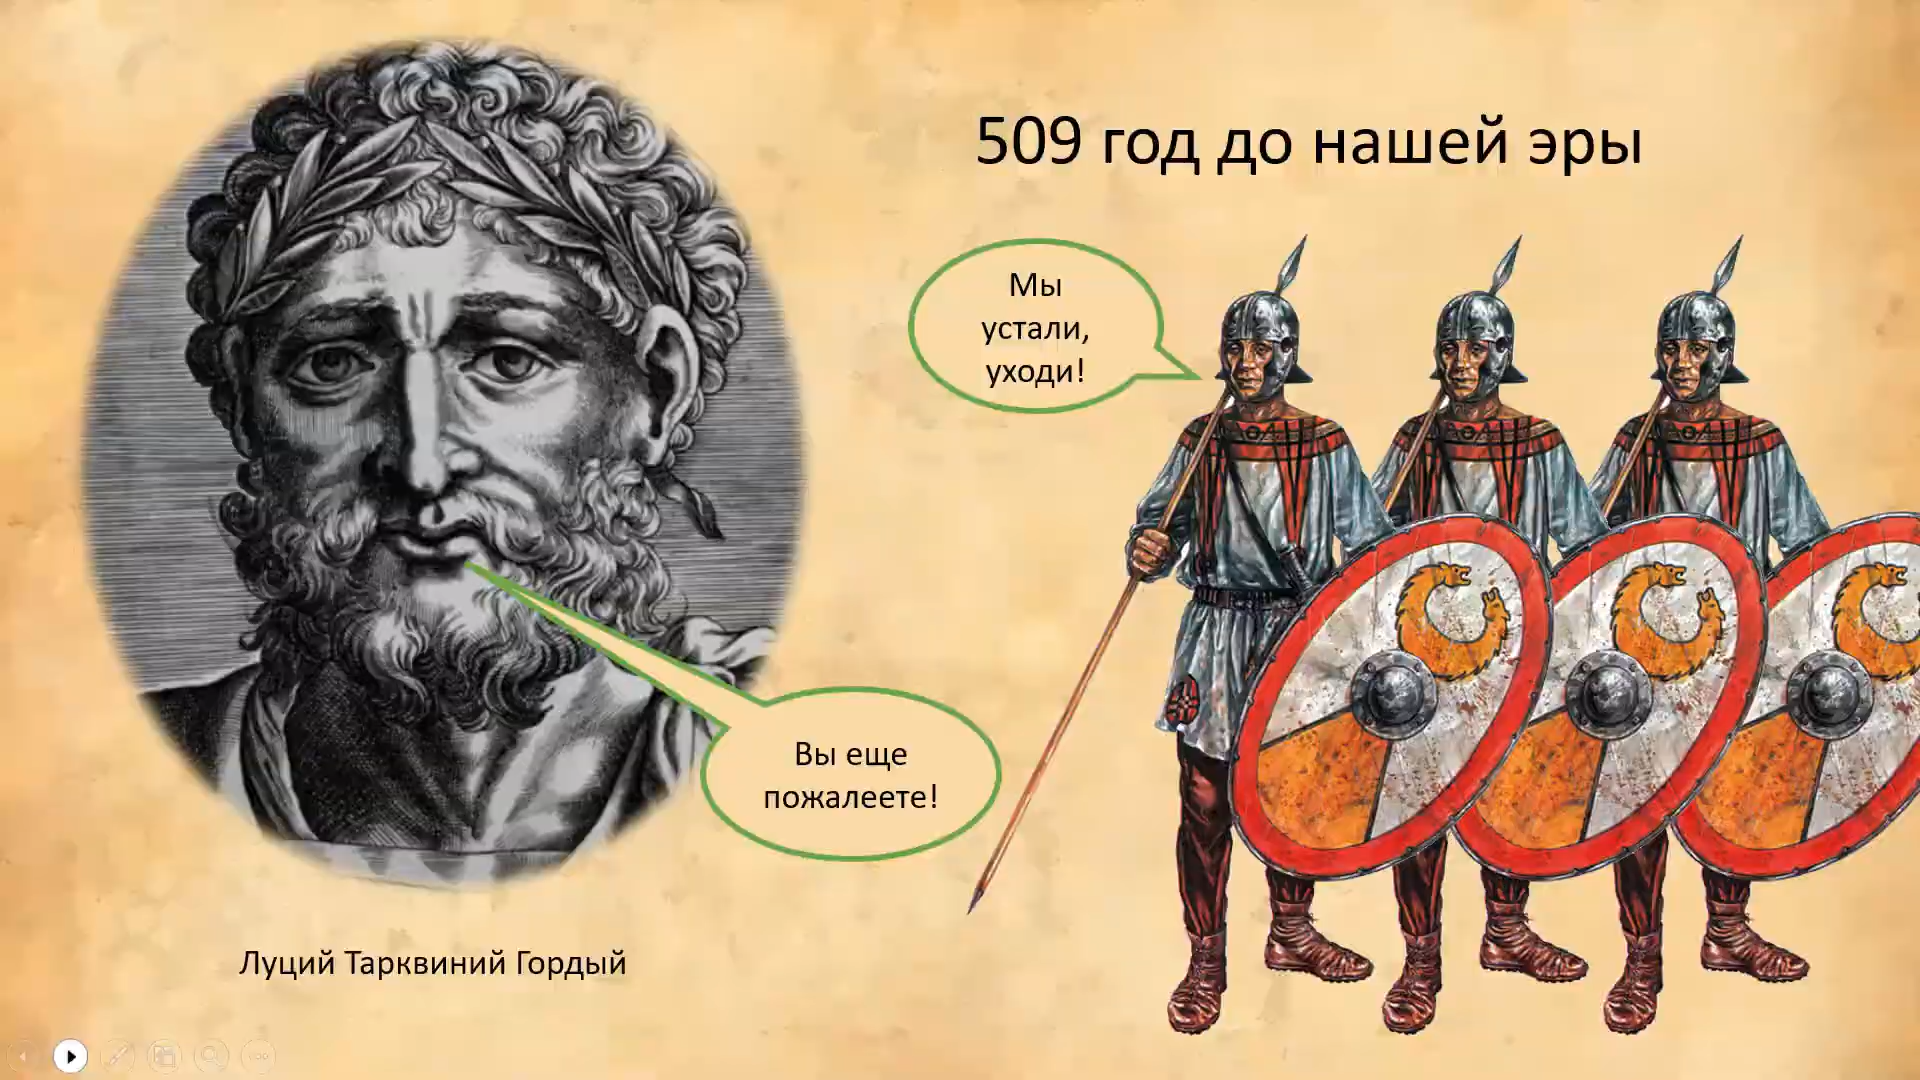 509 год до нашей эры
Мы
устали,
уходи!
Вы еще
пожалеете!
Луций Тарквиний Гордый